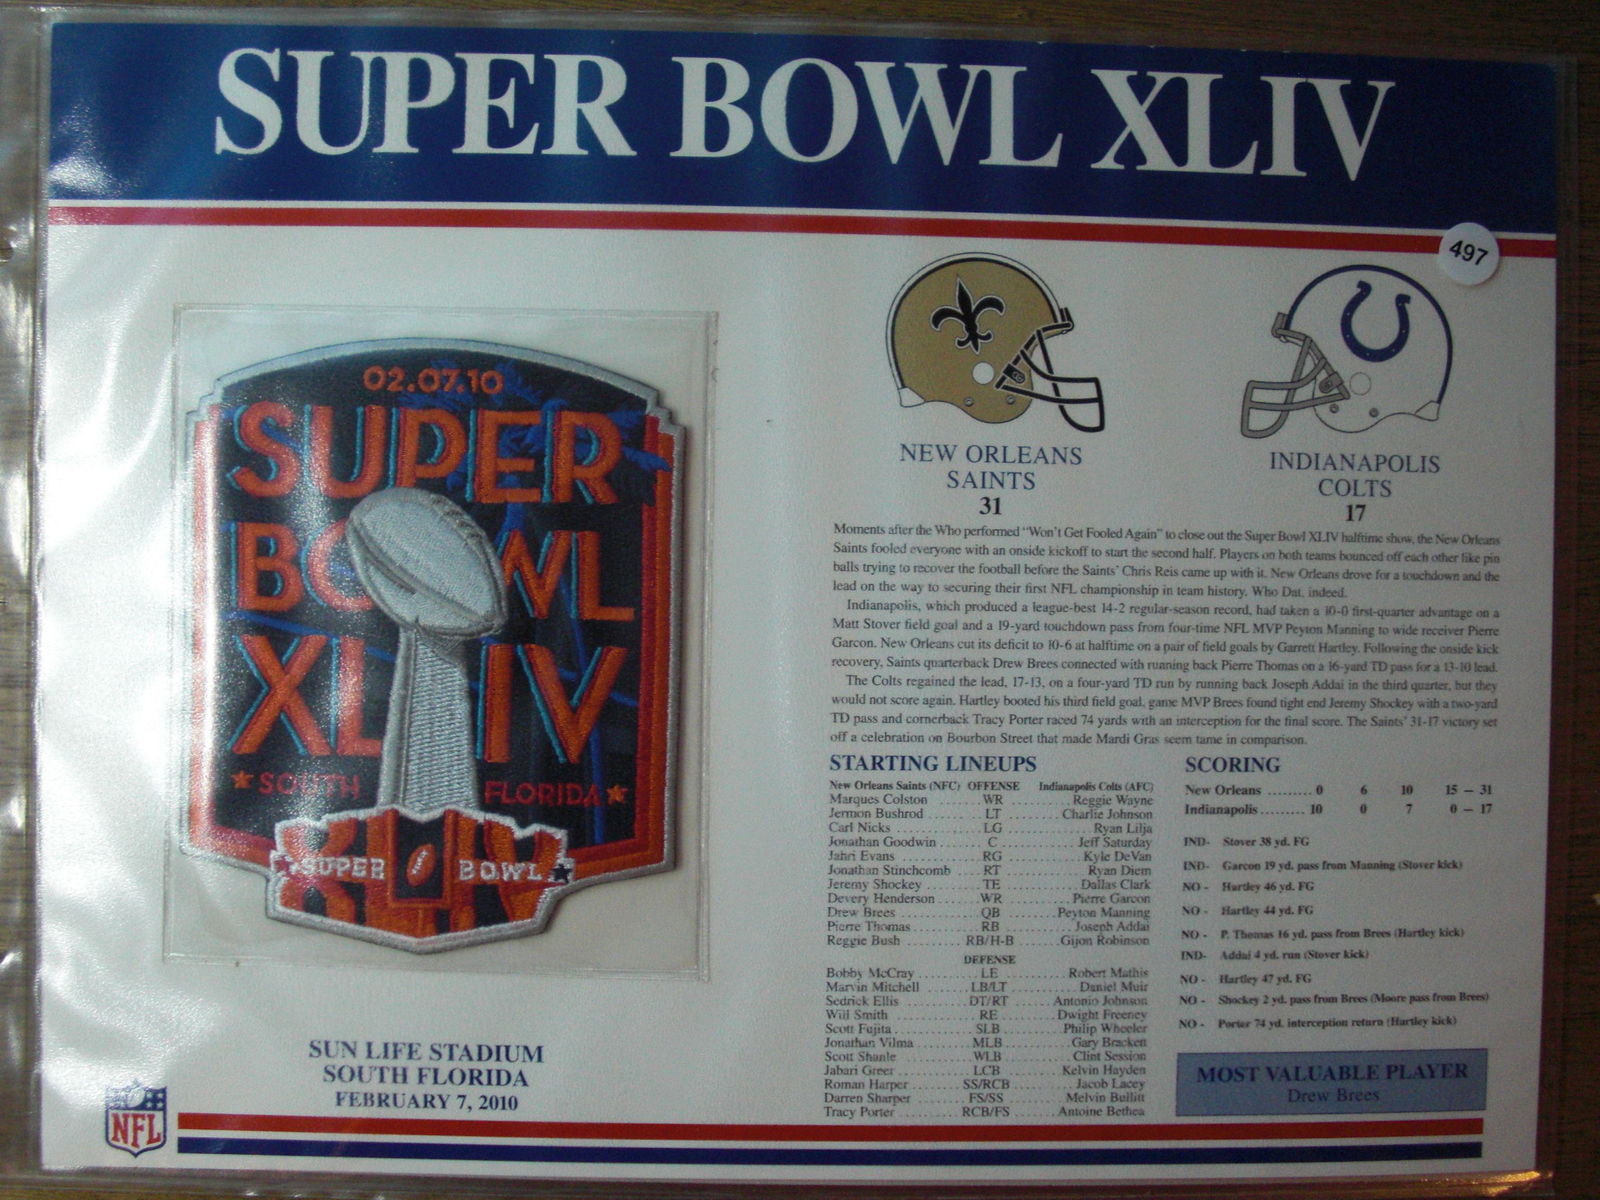 SUPER BOWL XLIV
497
02.07.10
SUPER
BOWL
XLIV
SOUTH FLORIDA
SUPER BOWL
XLIV
NEW ORLEANS
SAINTS
31
INDIANAPOLIS
COLTS
17
Moments after the Who performed "Won't Get Fooled Again" to close out the Super Bowl XLIV halftime show, the New Orleans
Saints fooled everyone with an onside kickoff to start the second half. Players on both teams bounced off each other like pin
balls trying to recover the football before the Saints' Chris Reis came up with it. New Orleans drove for a touchdown and the
lead on the way to securing their first NFL championship in team history. Who Dat, indeed.
Indianapolis, which produced a league-best 14-2 regular-season record, had taken a 10-0 first-quarter advantage on a
Matt Stover field goal and a 19-yard touchdown pass from four-time NFL MVP Peyton Manning to wide receiver Pierre
Garcon. New Orleans cut its deficit to 10-6 at halftime on a pair of field goals by Garrett Hartley. Following the onside kick
recovery, Saints quarterback Drew Brees connected with running back Pierre Thomas on a 16-yard TD pass for a 13-10 lead.
The Colts regained the lead, 17-13, on a four-yard TD run by running back Joseph Addai in the third quarter, but they
would not score again. Hartley booted his third field goal, game MVP Brees found tight end Jeremy Shockey with a two-yard
TD pass and cornerback Tracy Porter raced 74 yards with an interception for the final score. The Saints' 31-17 victory set
off a celebration on Bourbon Street that made Mardi Gras seem tame in comparison.
STARTING LINEUPS
New Orleans Saints (NFC) OFFENSE Indianapolis Colts (AFC)
Marques Colston ........ WR ........ Reggie Wayne
Jermon Bushrod ........ LT ........ Charlie Johnson
Carl Nicks ........ LG ........ Ryan Lilja
Jonathan Goodwin ........ C ........ Jeff Saturday
Jahri Evans ........ RG ........ Kyle DeVan
Jonathan Stinchcomb ........ RT ........ Ryan Diem
Jeremy Shockey ........ TE ........ Dallas Clark
Devery Henderson ........ WR ........ Pierre Garcon
Drew Brees ........ QB ........ Peyton Manning
Pierre Thomas ........ RB ........ Joseph Addai
Reggie Bush ........ RB/H-B ........ Gijon Robinson
DEFENSE
Bobby McCray ........ LE ........ Robert Mathis
Marvin Mitchell ........ LB/LT ........ Daniel Muir
Sedrick Ellis ........ DT/RT ........ Antonio Johnson
Will Smith ........ RE ........ Dwight Freeney
Scott Fujita ........ SLB ........ Philip Wheeler
Jonathan Vilma ........ MLB ........ Gary Brackett
Scott Shanle ........ WLB ........ Clint Session
Jabari Greer ........ LCB ........ Kelvin Hayden
Roman Harper ........ SS/RCB ........ Jacob Lacey
Darren Sharper ........ FS/SS ........ Melvin Bullitt
Tracy Porter ........ RCB/FS ........ Antoine Bethea
SCORING
New Orleans ......... 0 6 10 15 – 31
Indianapolis ......... 10 0 7 0 – 17
IND- Stover 38 yd. FG
IND- Garcon 19 yd. pass from Manning (Stover kick)
NO - Hartley 46 yd. FG
NO - Hartley 44 yd. FG
NO - P. Thomas 16 yd. pass from Brees (Hartley kick)
IND- Addai 4 yd. run (Stover kick)
NO - Hartley 47 yd. FG
NO - Shockey 2 yd. pass from Brees (Moore pass from Brees)
NO - Porter 74 yd. interception return (Hartley kick)
MOST VALUABLE PLAYER
Drew Brees
SUN LIFE STADIUM
SOUTH FLORIDA
FEBRUARY 7, 2010
NFL